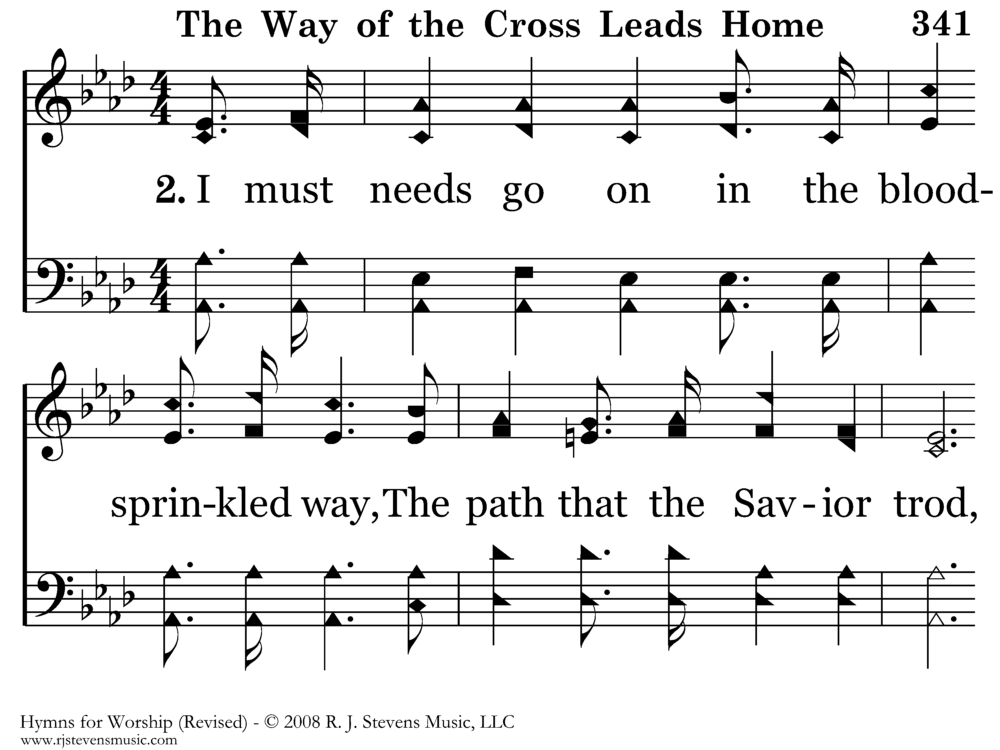 The Way of the Cross Leads Home 341
2. I must needs go on in the blood-
sprin-kled way, The path that the Sav-ior trod,
Hymns for Worship (Revised) - © 2008 R. J. Stevens Music, LLC
www.rjstevensmusic.com